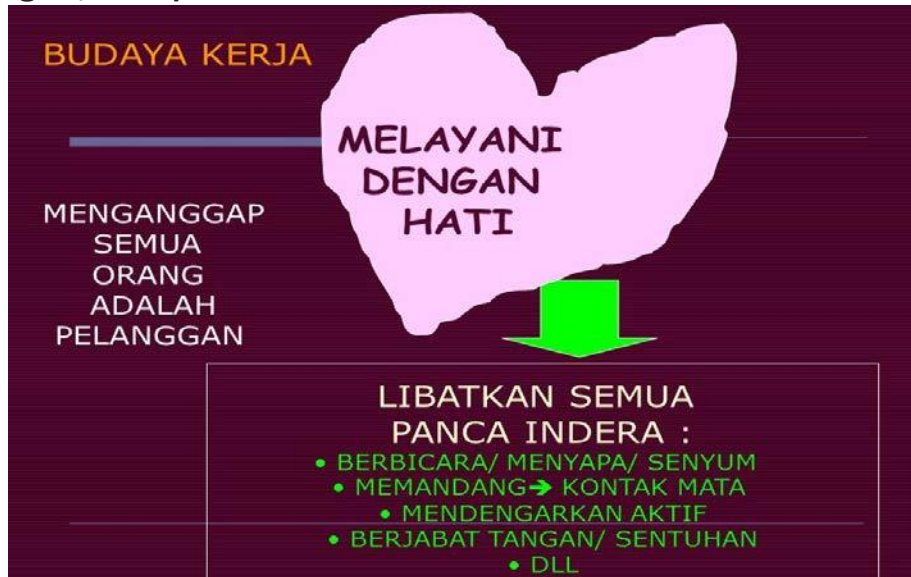 BUDAYA KERJA
MELAYANI
DENGAN
HATI
MENGANGGAP
SEMUA
ORANG
ADALAH
PELANGGAN
LIBATKAN SEMUA
PANCA INDERA :
• BERBICARA/ MENYAPA/ SENYUM
• MEMANDANG➔ KONTAK MATA
• MENDENGARKAN AKTIF
• BERJABAT TANGAN/ SENTUHAN
• DLL